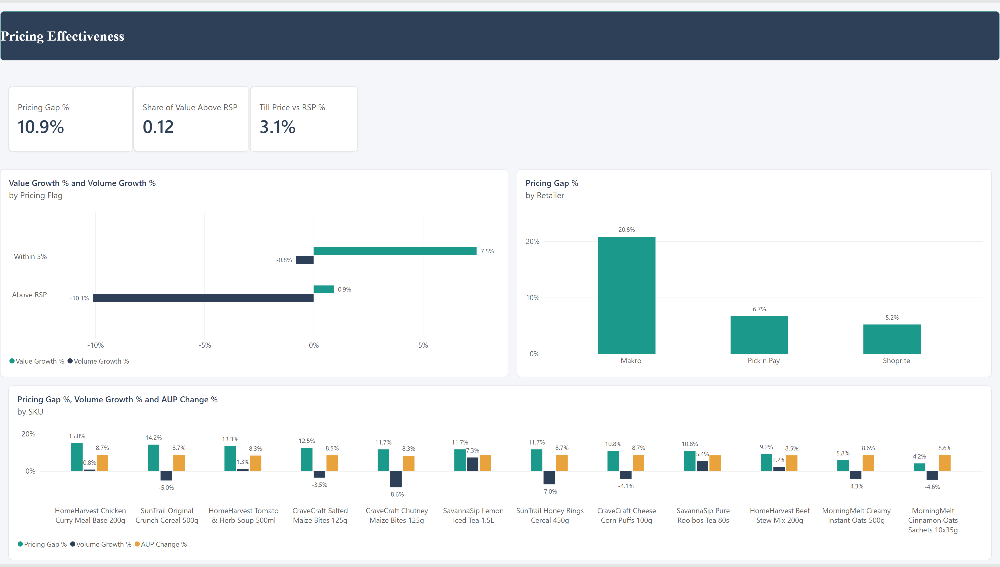 Pricing Effectiveness
Pricing Gap %
10.9%
Share of Value Above RSP
0.12
Till Price vs RSP %
3.1%
Value Growth % and Volume Growth %
by Pricing Flag
Within 5%
7.5%
-0.8%
Above RSP
0.9%
-10.1%
-10% -5% 0% 5%
Value Growth % Volume Growth %
Pricing Gap %
by Retailer
20%
10%
0%
20.8%
6.7%
5.2%
Makro Pick n Pay Shoprite
Pricing Gap %, Volume Growth % and AUP Change %
by SKU
20%
0%
15.0% 0.8% 8.7%
14.2% -5.0% 8.7%
13.3% 1.3% 8.3%
12.5% -3.5% 8.5%
11.7% -8.6% 8.3%
11.7% 7.3%
11.7% -7.0% 8.7%
10.8% -4.1% 8.7%
10.8% 5.4%
9.2% 2.2% 8.5%
5.8% -4.3% 8.6%
4.2% -4.6% 8.6%
HomeHarvest Chicken
Curry Meal Base 200g
SunTrail Original
Crunch Cereal 500g
HomeHarvest Tomato
& Herb Soup 500ml
CraveCraft Salted
Maize Bites 125g
CraveCraft Chutney
Maize Bites 125g
SavannaSip Lemon
Iced Tea 1.5L
SunTrail Honey Rings
Cereal 450g
CraveCraft Cheese
Corn Puffs 100g
SavannaSip Pure
Rooibos Tea 80s
HomeHarvest Beef
Stew Mix 200g
MorningMelt Creamy
Instant Oats 500g
MorningMelt
Cinnamon Oats
Sachets 10x35g
Pricing Gap % Volume Growth % AUP Change %